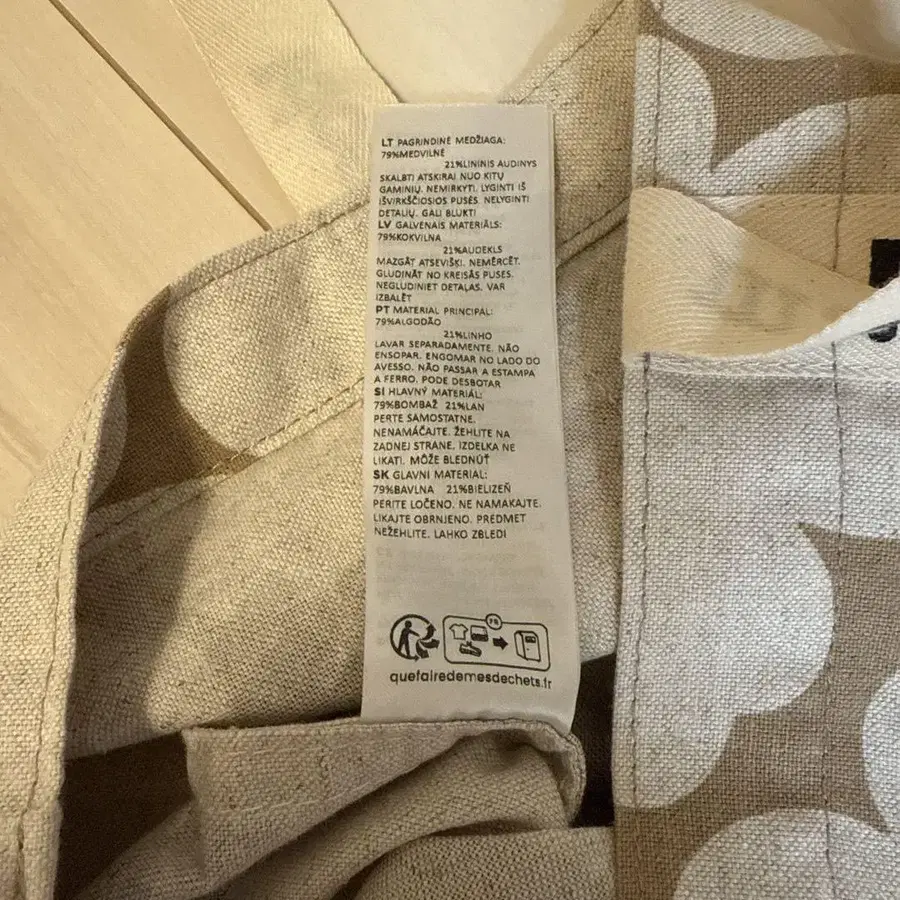 LT PAGRINDINĖ MEDŽIAGA:
79%MEDVILNĖ
21%LININIS AUDINYS
SKALBTI ATSKIRAI NUO KITŲ
GAMINIŲ. NEMIRKYTI. LYGINTI IŠ
IŠVIRKŠČIOSIOS PUSĖS. NELYGINTI
DETALIŲ. GALI BLUKTI
LV GALVENAIS MATERIĀLS:
79%KOKVILNA
21%AUDEKLS
MAZGĀT ATSEVIŠĶI. NEMĒRCĒT.
GLUDINĀT NO KREISĀS PUSES.
NEGLUDINIET DETAĻAS. VAR
IZBALĒT
PT MATERIAL PRINCIPAL:
79%ALGODÃO
21%LINHO
LAVAR SEPARADAMENTE. NÃO
ENSOPAR. ENGOMAR NO LADO DO
AVESSO. NÃO PASSAR A ESTAMPA
A FERRO. PODE DESBOTAR
SI HLAVNÝ MATERIÁL:
79%BOMBAŽ 21%LAN
PERTE SAMOSTATNE.
NENAMÁČAJTE. ŽEHLITE NA
ZADNEJ STRANE. IZDELKA NE
LIKATI. MÔŽE BLEDNÚŤ
SK GLAVNI MATERIAL:
79%BAVLNA 21%BIELIZEŇ
PERITE LOČENO. NE NAMAKAJTE.
LIKAJTE OBRNJENO. PREDMET
NEŽEHLITE. LAHKO ZBLEDI
FR
quefairedemesdechets.fr